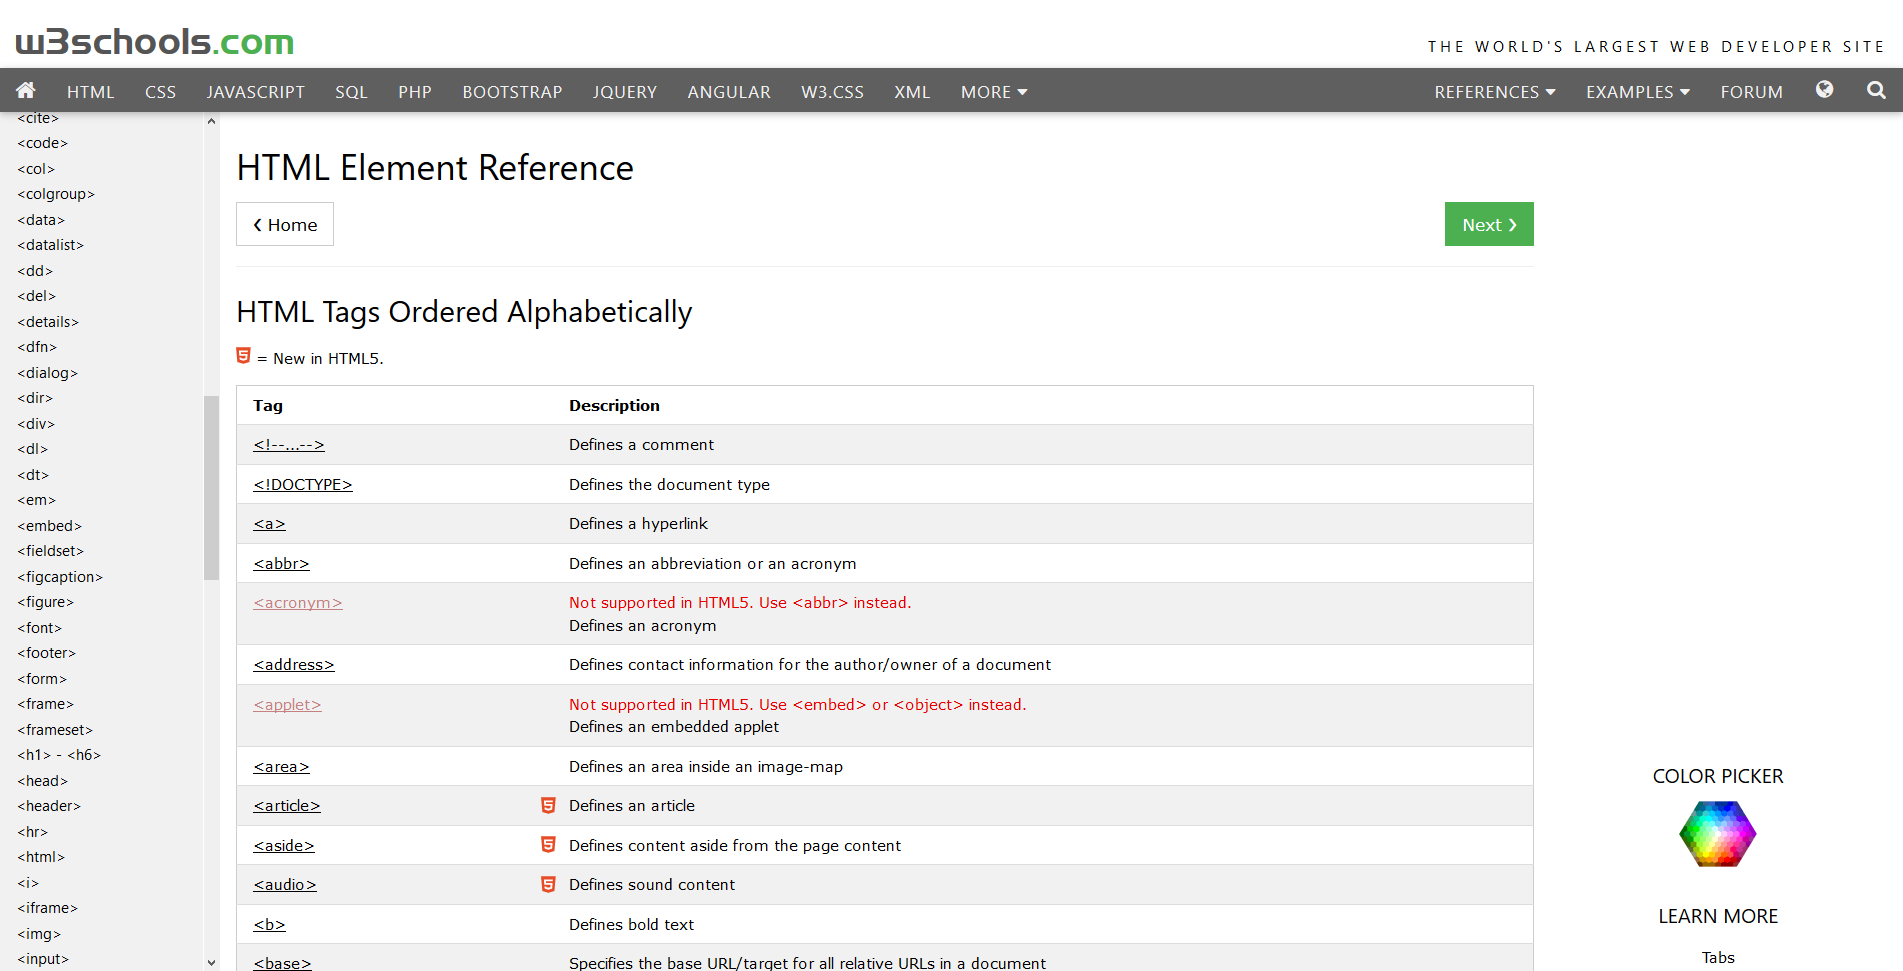 w3schools.com
THE WORLD'S LARGEST WEB DEVELOPER SITE
HTML CSS JAVASCRIPT SQL PHP BOOTSTRAP JQUERY ANGULAR W3.CSS XML MORE REFERENCES EXAMPLES FORUM
<cite>
<code>
<col>
<colgroup>
<data>
<datalist>
<dd>
<del>
<details>
<dfn>
<dialog>
<dir>
<div>
<dl>
<dt>
<em>
<embed>
<fieldset>
<figcaption>
<figure>
<font>
<footer>
<form>
<frame>
<frameset>
<h1> - <h6>
<head>
<header>
<hr>
<html>
<i>
<iframe>
<img>
<input>
HTML Element Reference
❮ Home
Next ❯
HTML Tags Ordered Alphabetically
5 = New in HTML5.
Tag Description
<!--...--> Defines a comment
<!DOCTYPE> Defines the document type
<a> Defines a hyperlink
<abbr> Defines an abbreviation or an acronym
<acronym> Not supported in HTML5. Use <abbr> instead.
Defines an acronym
<address> Defines contact information for the author/owner of a document
<applet> Not supported in HTML5. Use <embed> or <object> instead.
Defines an embedded applet
<area> Defines an area inside an image-map
<article> 5 Defines an article
<aside> 5 Defines content aside from the page content
<audio> 5 Defines sound content
<b> Defines bold text
<base> Specifies the base URL/target for all relative URLs in a document
COLOR PICKER
LEARN MORE
Tabs